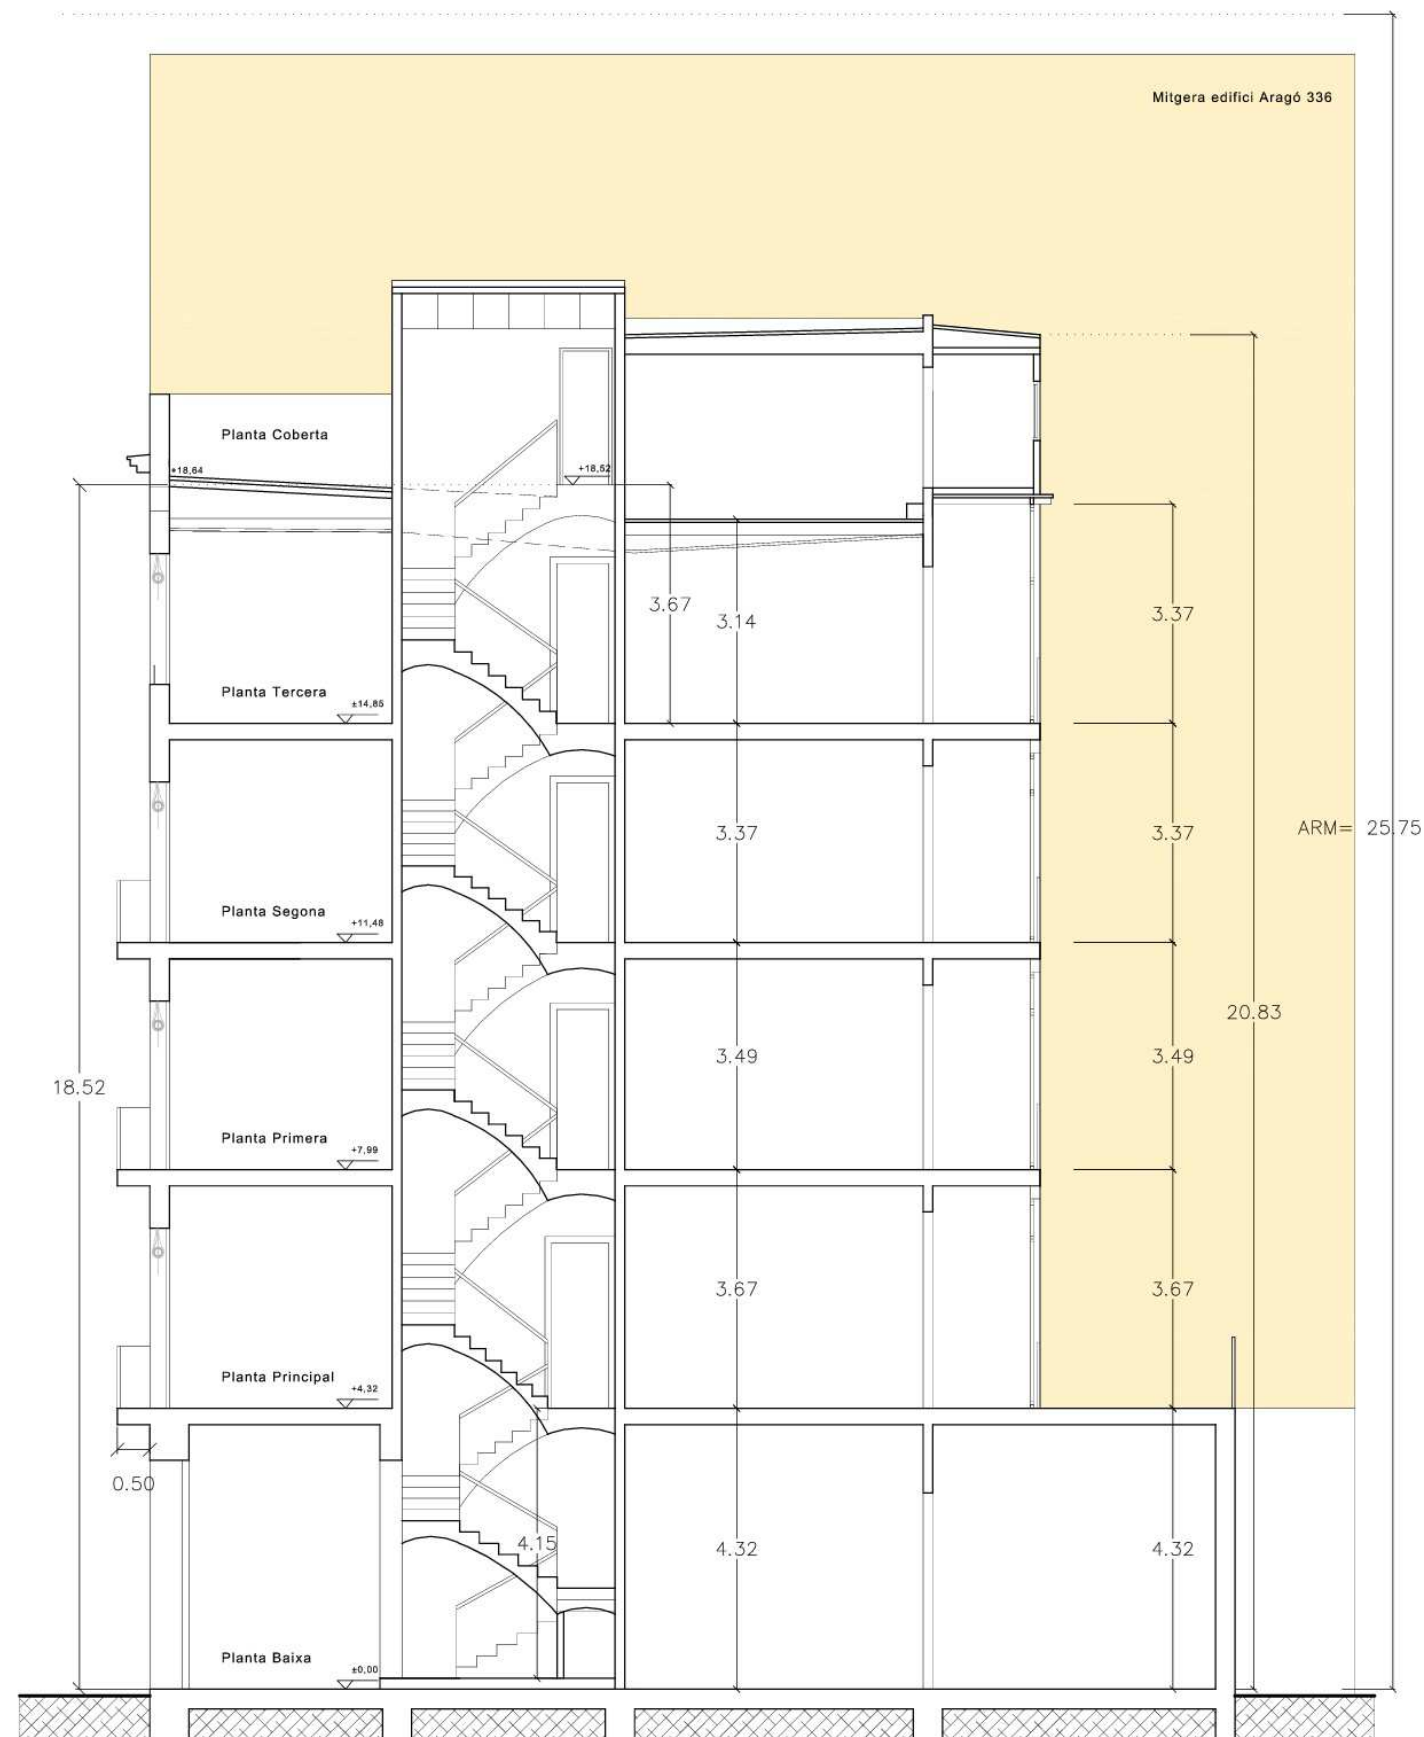 Mitgera edifici Aragó 336
Planta Coberta
+18,64
+18,52
3.67
3.14
3.37
Planta Tercera
±14,85
3.37
3.37
ARM= 25.75
Planta Segona
+11,48
20.83
3.49
3.49
18.52
Planta Primera
+7,99
3.67
3.67
Planta Principal
+4,32
0.50
4.15
4.32
4.32
Planta Baixa
±0,00